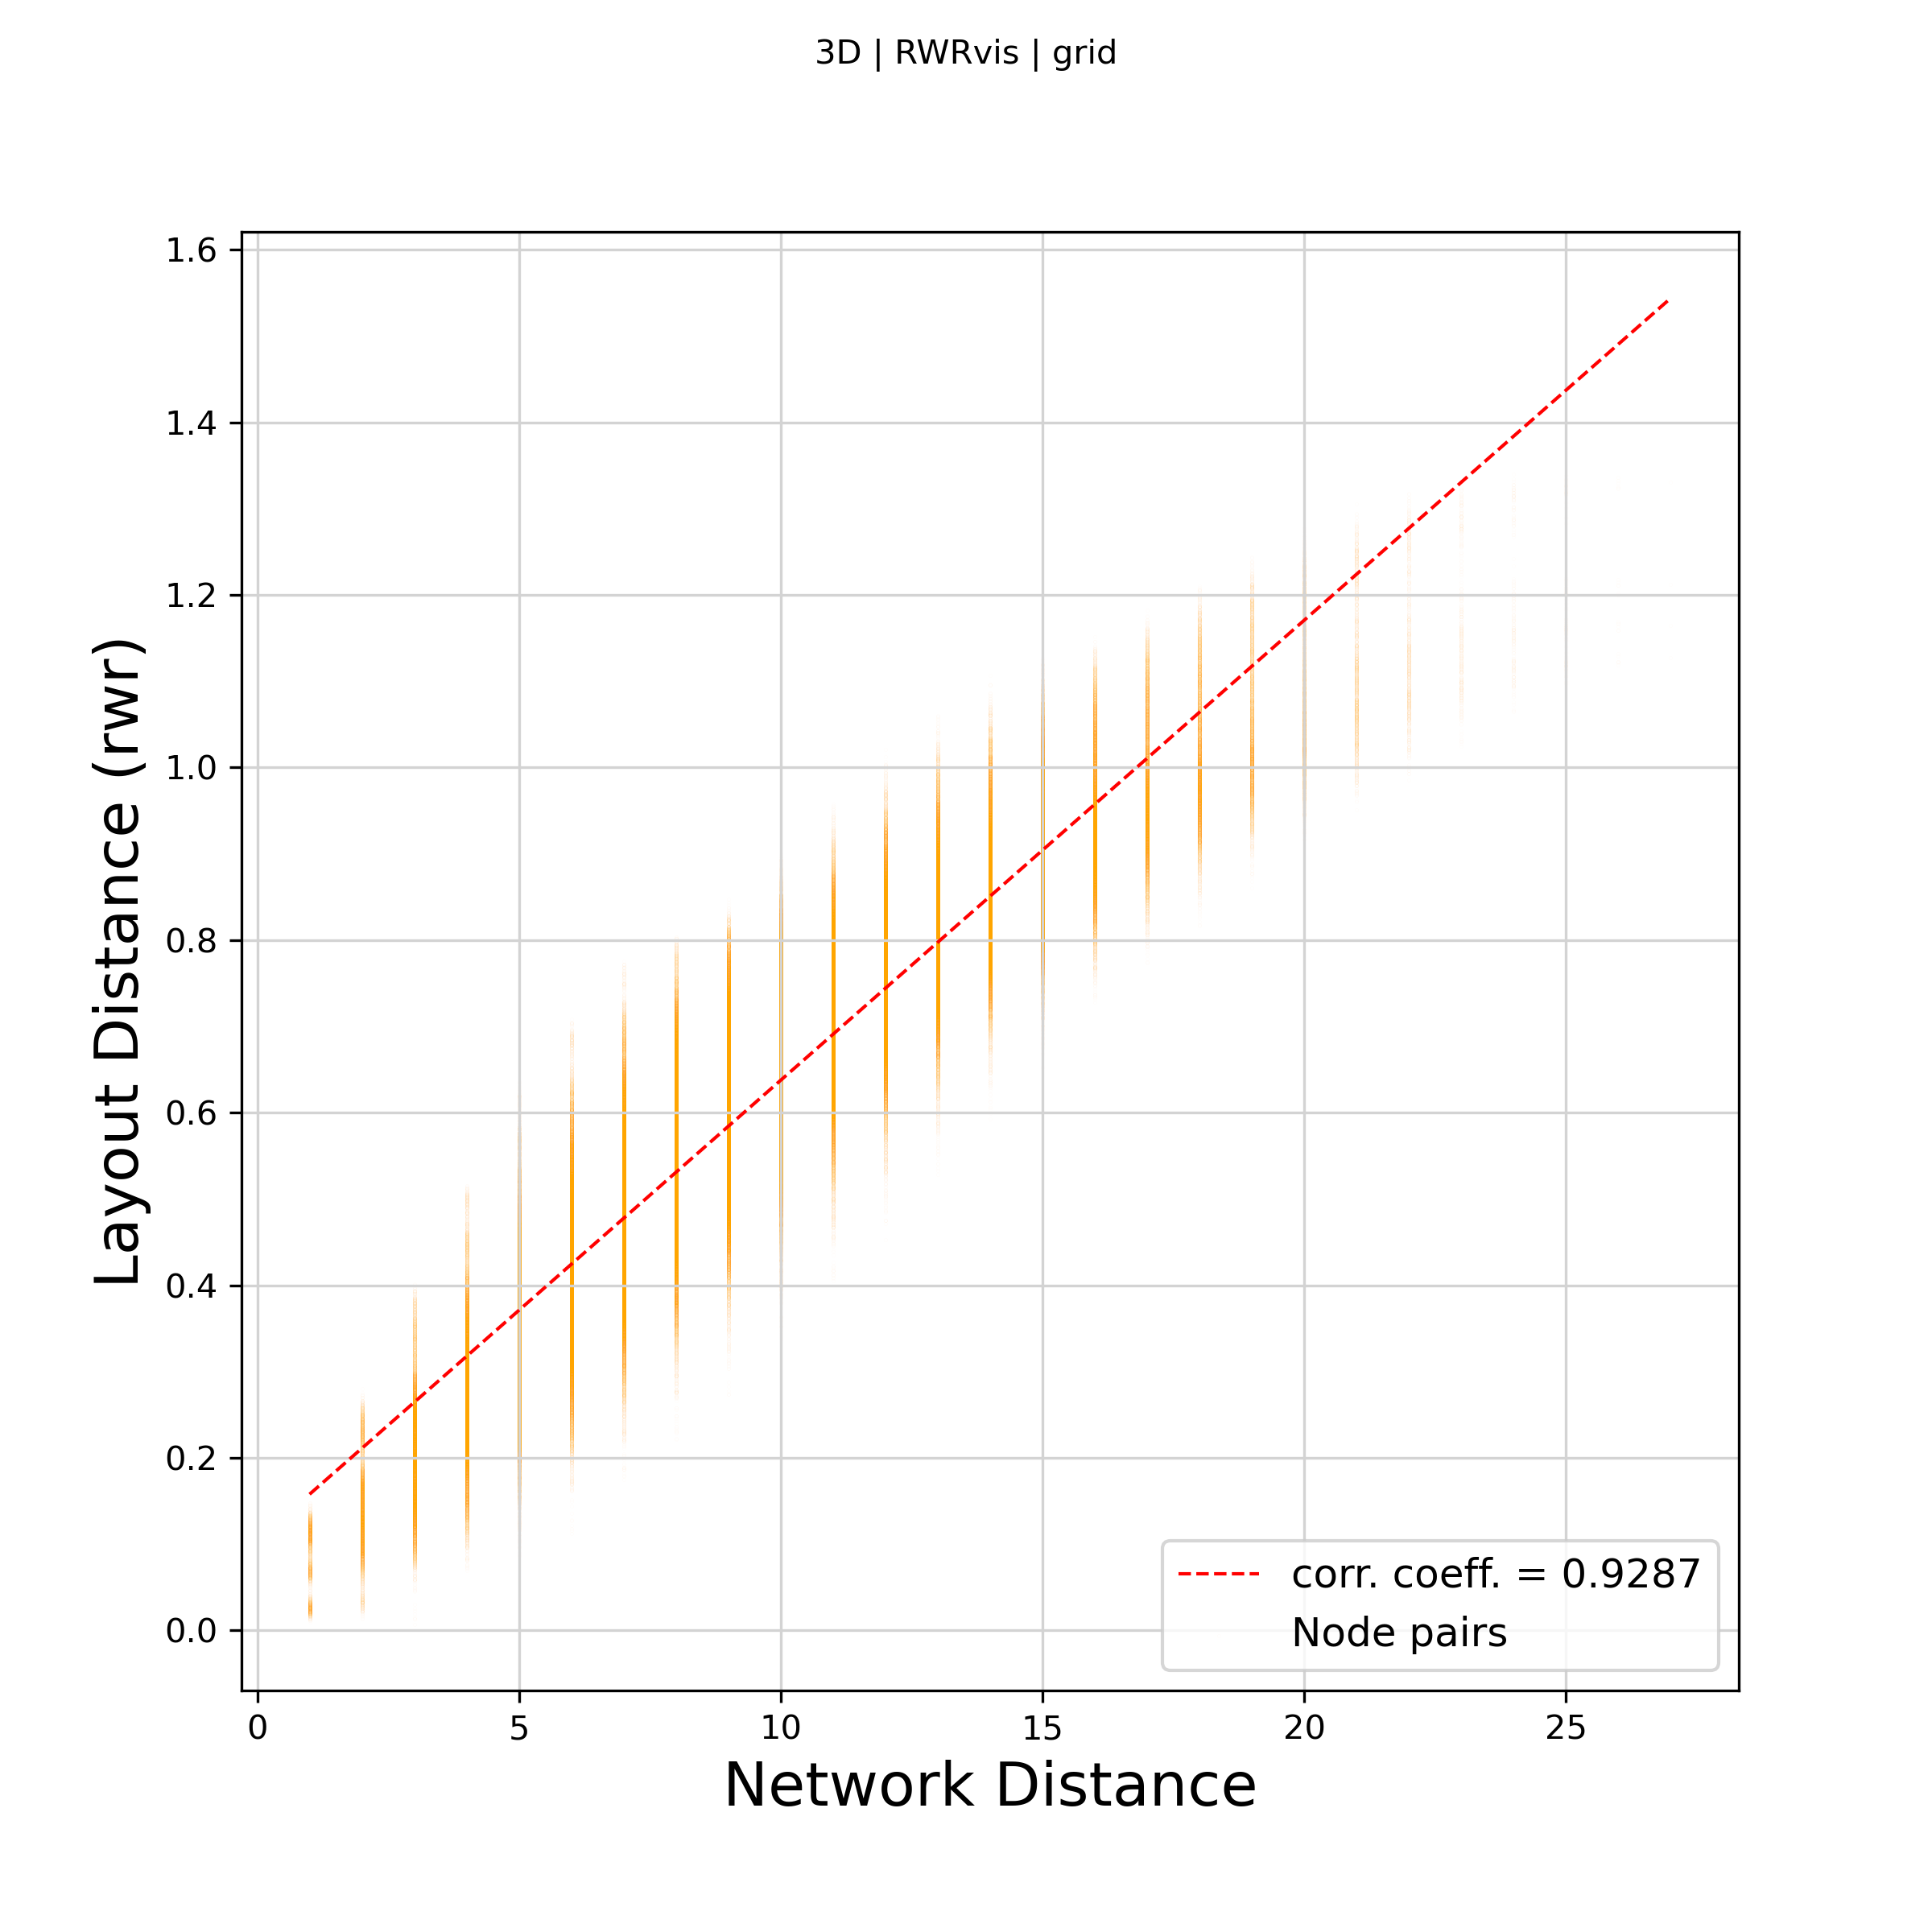 3D | RWRvis | grid
1.6
1.4
1.2
1.0
0.8
0.6
0.4
0.2
0.0
Layout Distance (rwr)
corr. coeff. = 0.9287
Node pairs
0 5 10 15 20 25
Network Distance